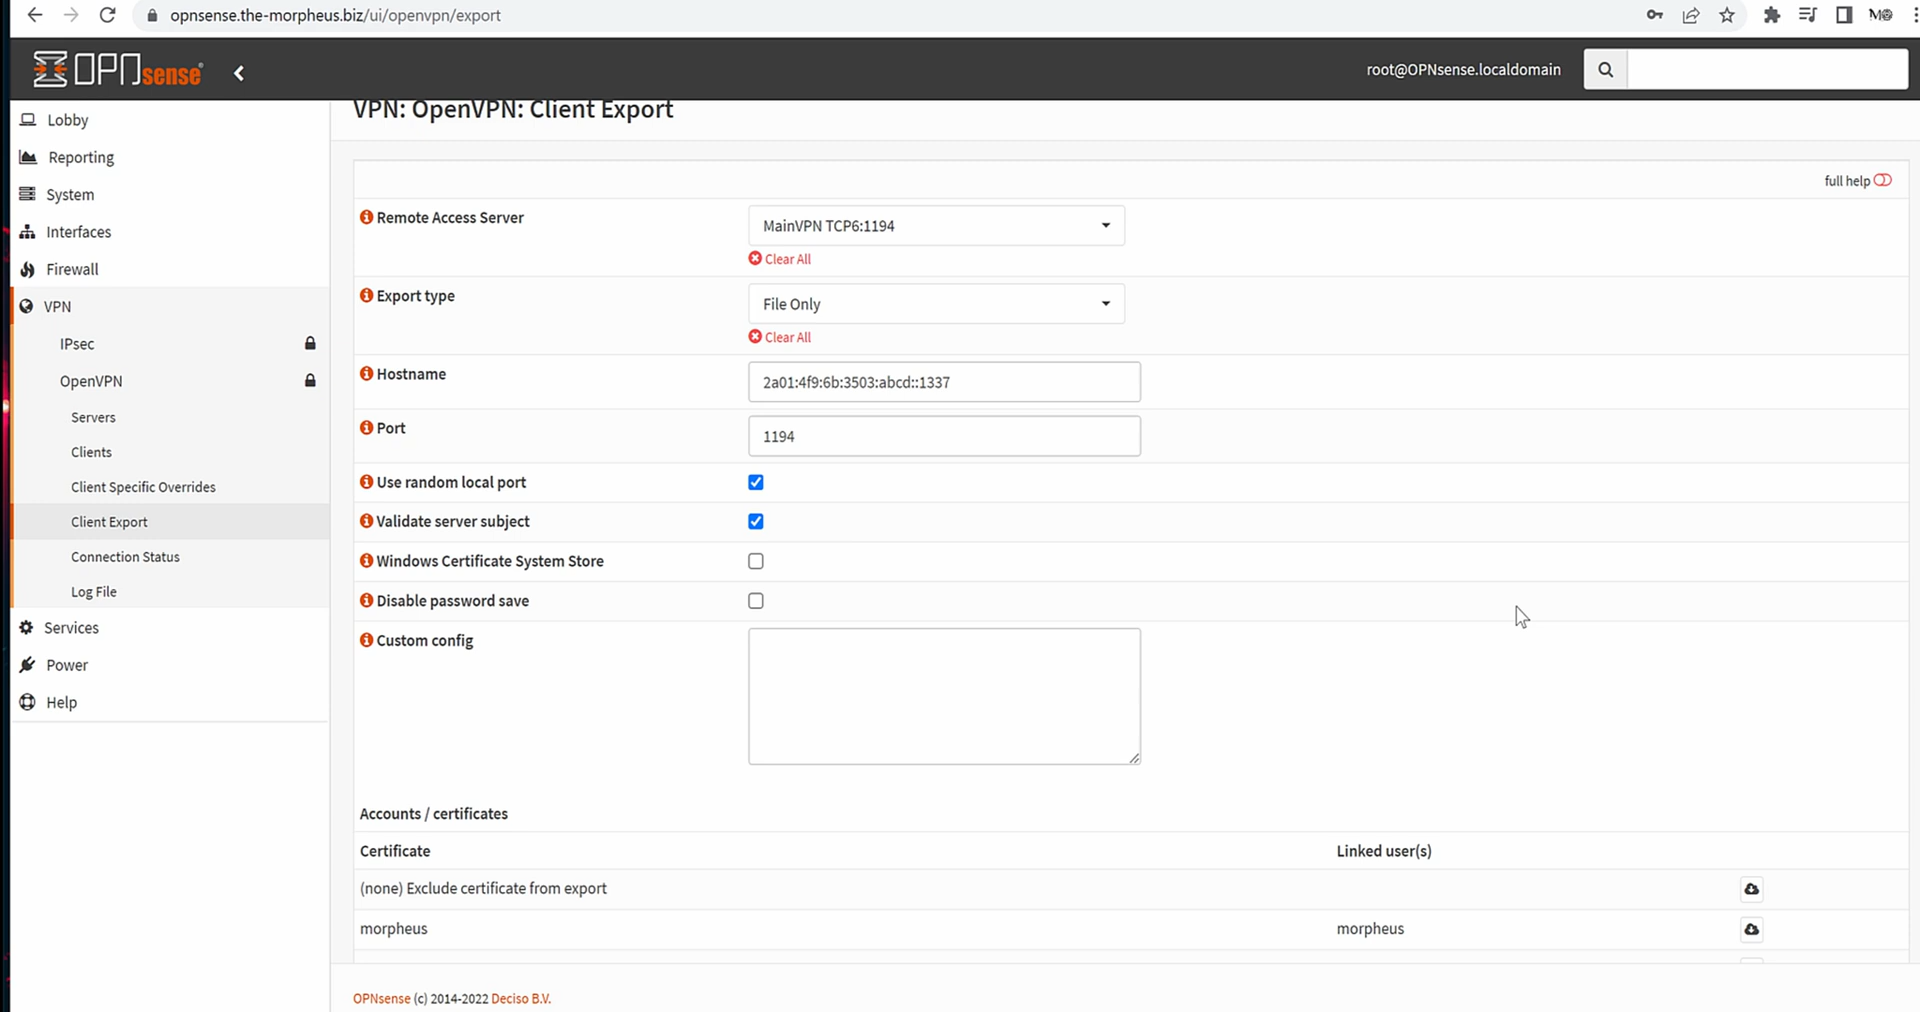 opnsense.the-morpheus.biz/ui/openvpn/export
OPNsense®
root@OPNsense.localdomain
Lobby
Reporting
System
Interfaces
Firewall
VPN
IPsec
OpenVPN
Servers
Clients
Client Specific Overrides
Client Export
Connection Status
Log File
Services
Power
Help
VPN: OpenVPN: Client Export
full help
Remote Access Server
MainVPN TCP6:1194
Clear All
Export type
File Only
Clear All
Hostname
2a01:4f9:6b:3503:abcd::1337
Port
1194
Use random local port
Validate server subject
Windows Certificate System Store
Disable password save
Custom config
Accounts / certificates
Certificate Linked user(s)
(none) Exclude certificate from export
morpheus morpheus
OPNsense (c) 2014-2022 Deciso B.V.